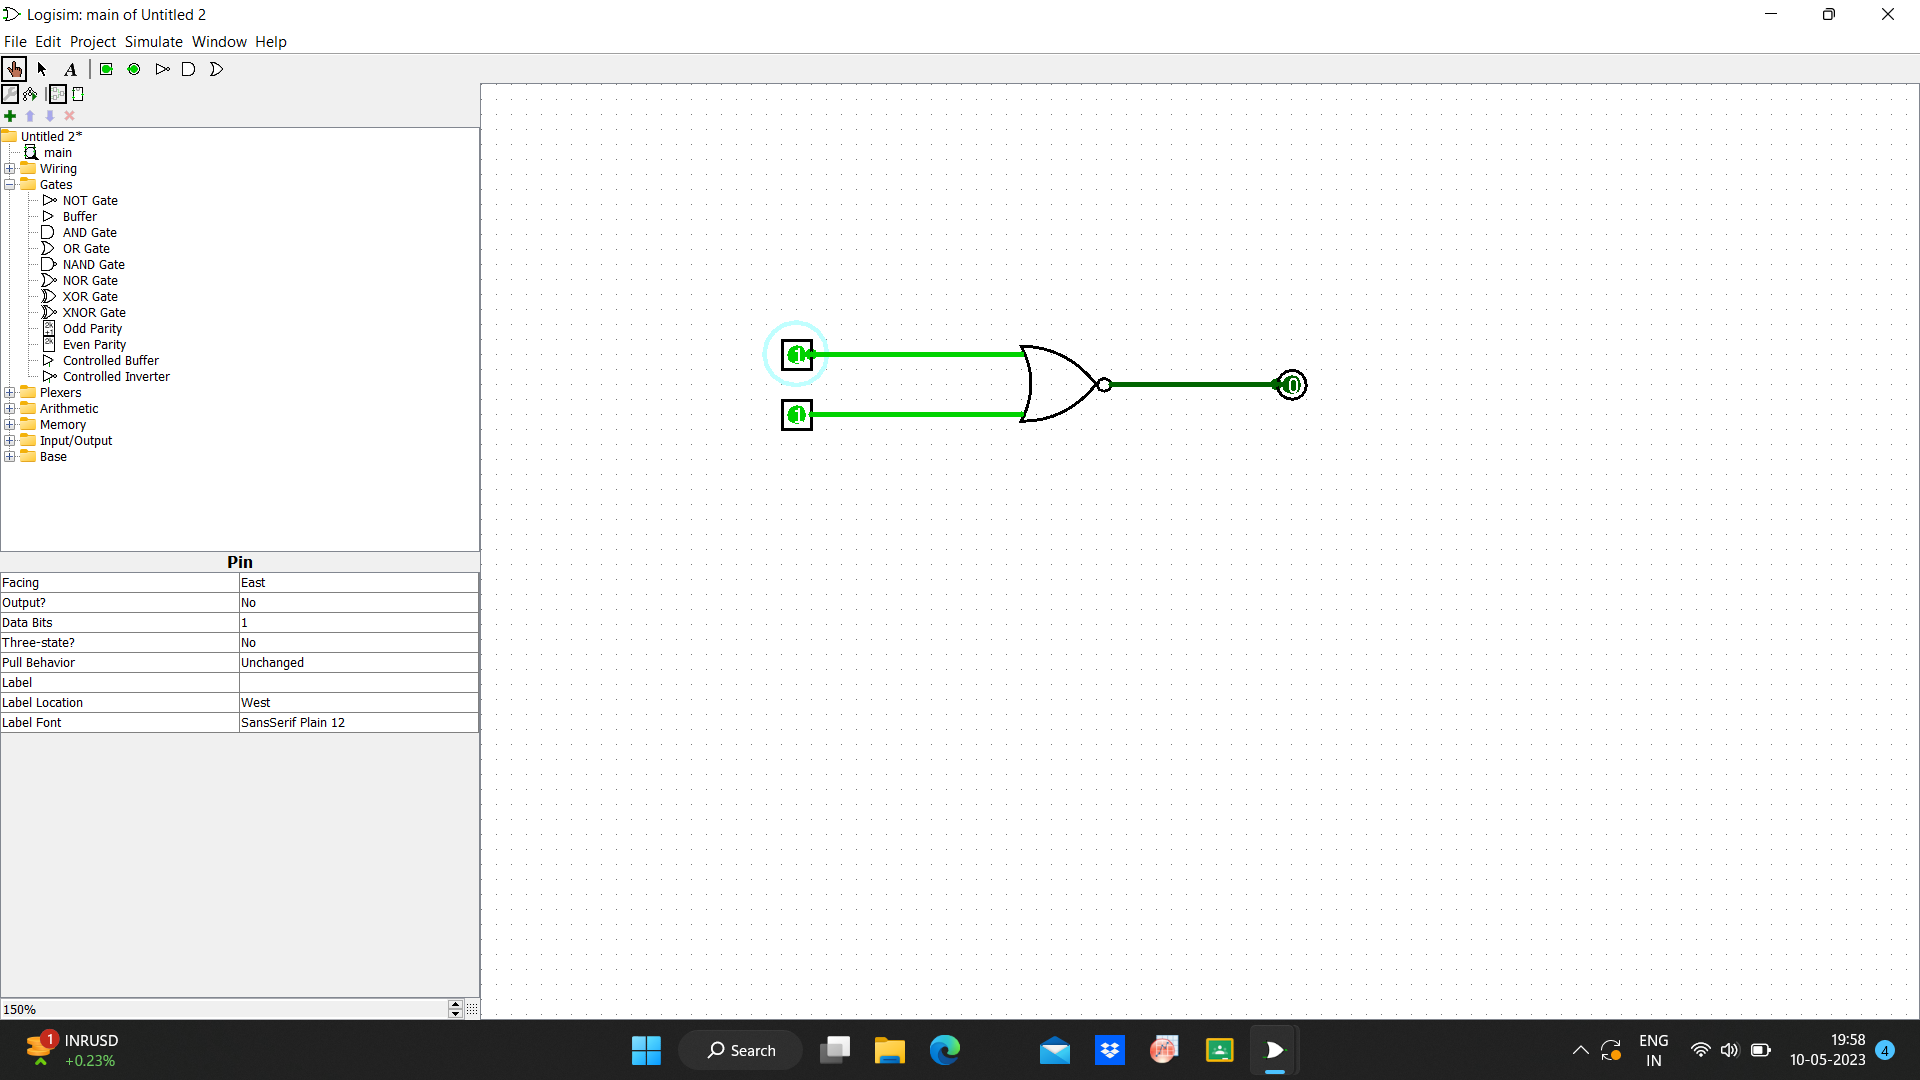 Logisim: main of Untitled 2
File Edit Project Simulate Window Help
A
Untitled 2*
main
Wiring
Gates
NOT Gate
Buffer
AND Gate
OR Gate
NAND Gate
NOR Gate
XOR Gate
XNOR Gate
Odd Parity
Even Parity
Controlled Buffer
Controlled Inverter
Plexers
Arithmetic
Memory
Input/Output
Base
Pin
Facing East
Output? No
Data Bits 1
Three-state? No
Pull Behavior Unchanged
Label
Label Location West
Label Font SansSerif Plain 12
150%
1
1
0
1
INRUSD
+0.23%
Search
ENG
IN
19:58
10-05-2023
4